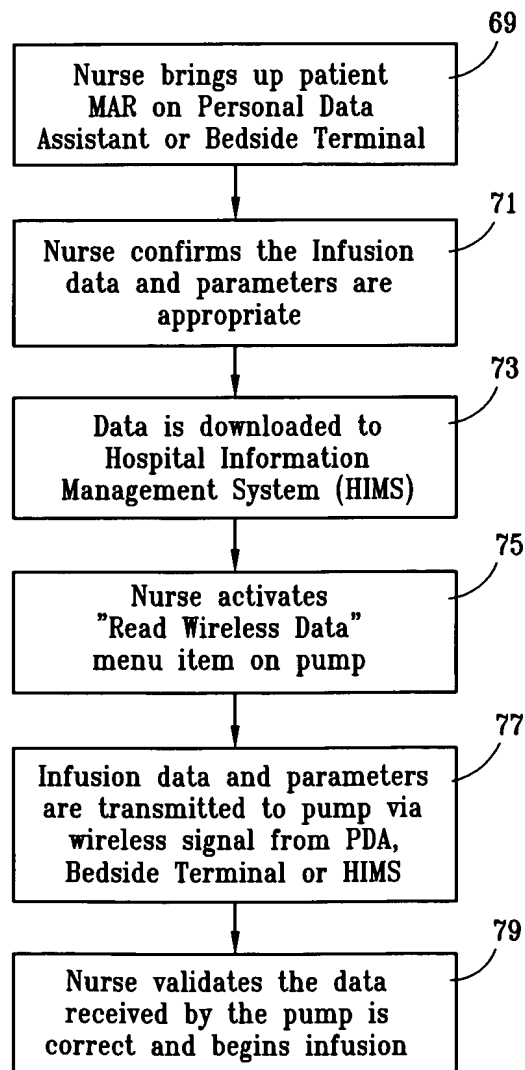 69
Nurse brings up patient
MAR on Personal Data
Assistant or Bedside Terminal
71
Nurse confirms the Infusion
data and parameters are
appropriate
73
Data is downloaded to
Hospital Information
Management System (HIMS)
75
Nurse activates
"Read Wireless Data"
menu item on pump
77
Infusion data and parameters
are transmitted to pump via
wireless signal from PDA,
Bedside Terminal or HIMS
79
Nurse validates the data
received by the pump is
correct and begins infusion